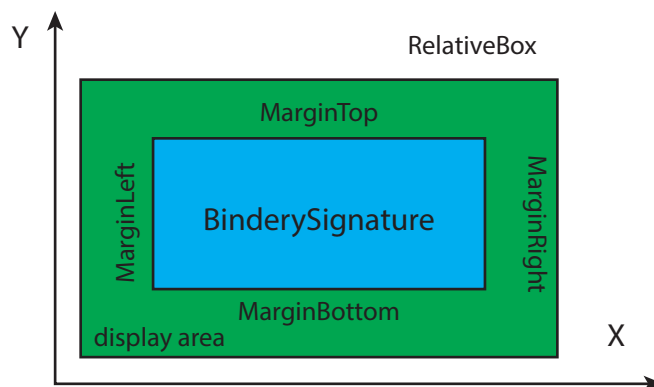 Y
RelativeBox
MarginTop
MarginLeft
BinderySignature
MarginRight
MarginBottom
display area
X